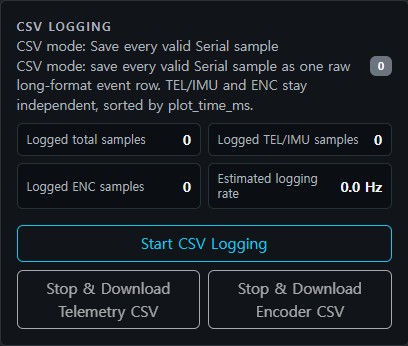 CSV LOGGING
CSV mode: Save every valid Serial sample
CSV mode: save every valid Serial sample as one raw
0
long-format event row. TEL/IMU and ENC stay
independent, sorted by plot_time_ms.
Logged total samples 0
Logged TEL/IMU samples 0
Logged ENC samples 0
Estimated logging
rate
0.0 Hz
Start CSV Logging
Stop & Download
Telemetry CSV
Stop & Download
Encoder CSV